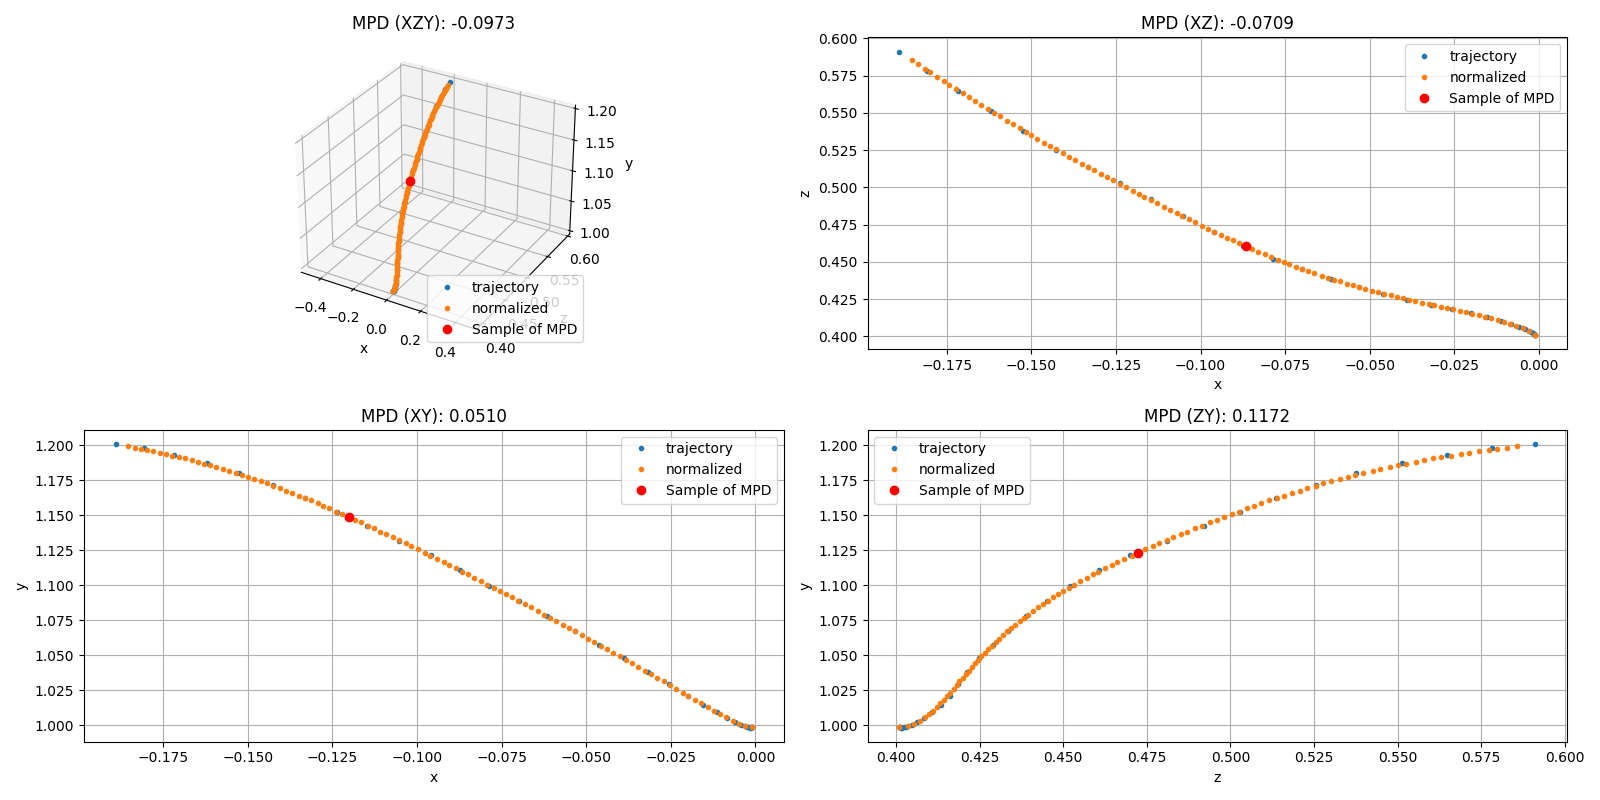 MPD (XZY): -0.0973
1.20
1.15
1.10
1.05
1.00
y
0.60
0.55
0.50
0.45
0.40
z
−0.4
−0.2
0.0
0.2
0.4
x
trajectory
normalized
Sample of MPD
MPD (XZ): -0.0709
0.600
0.575
0.550
0.525
0.500
0.475
0.450
0.425
0.400
z
−0.175 −0.150 −0.125 −0.100 −0.075 −0.050 −0.025 0.000
x
trajectory
normalized
Sample of MPD
MPD (XY): 0.0510
1.200
1.175
1.150
1.125
1.100
1.075
1.050
1.025
1.000
y
−0.175 −0.150 −0.125 −0.100 −0.075 −0.050 −0.025 0.000
x
trajectory
normalized
Sample of MPD
MPD (ZY): 0.1172
1.200
1.175
1.150
1.125
1.100
1.075
1.050
1.025
1.000
y
0.400 0.425 0.450 0.475 0.500 0.525 0.550 0.575 0.600
z
trajectory
normalized
Sample of MPD